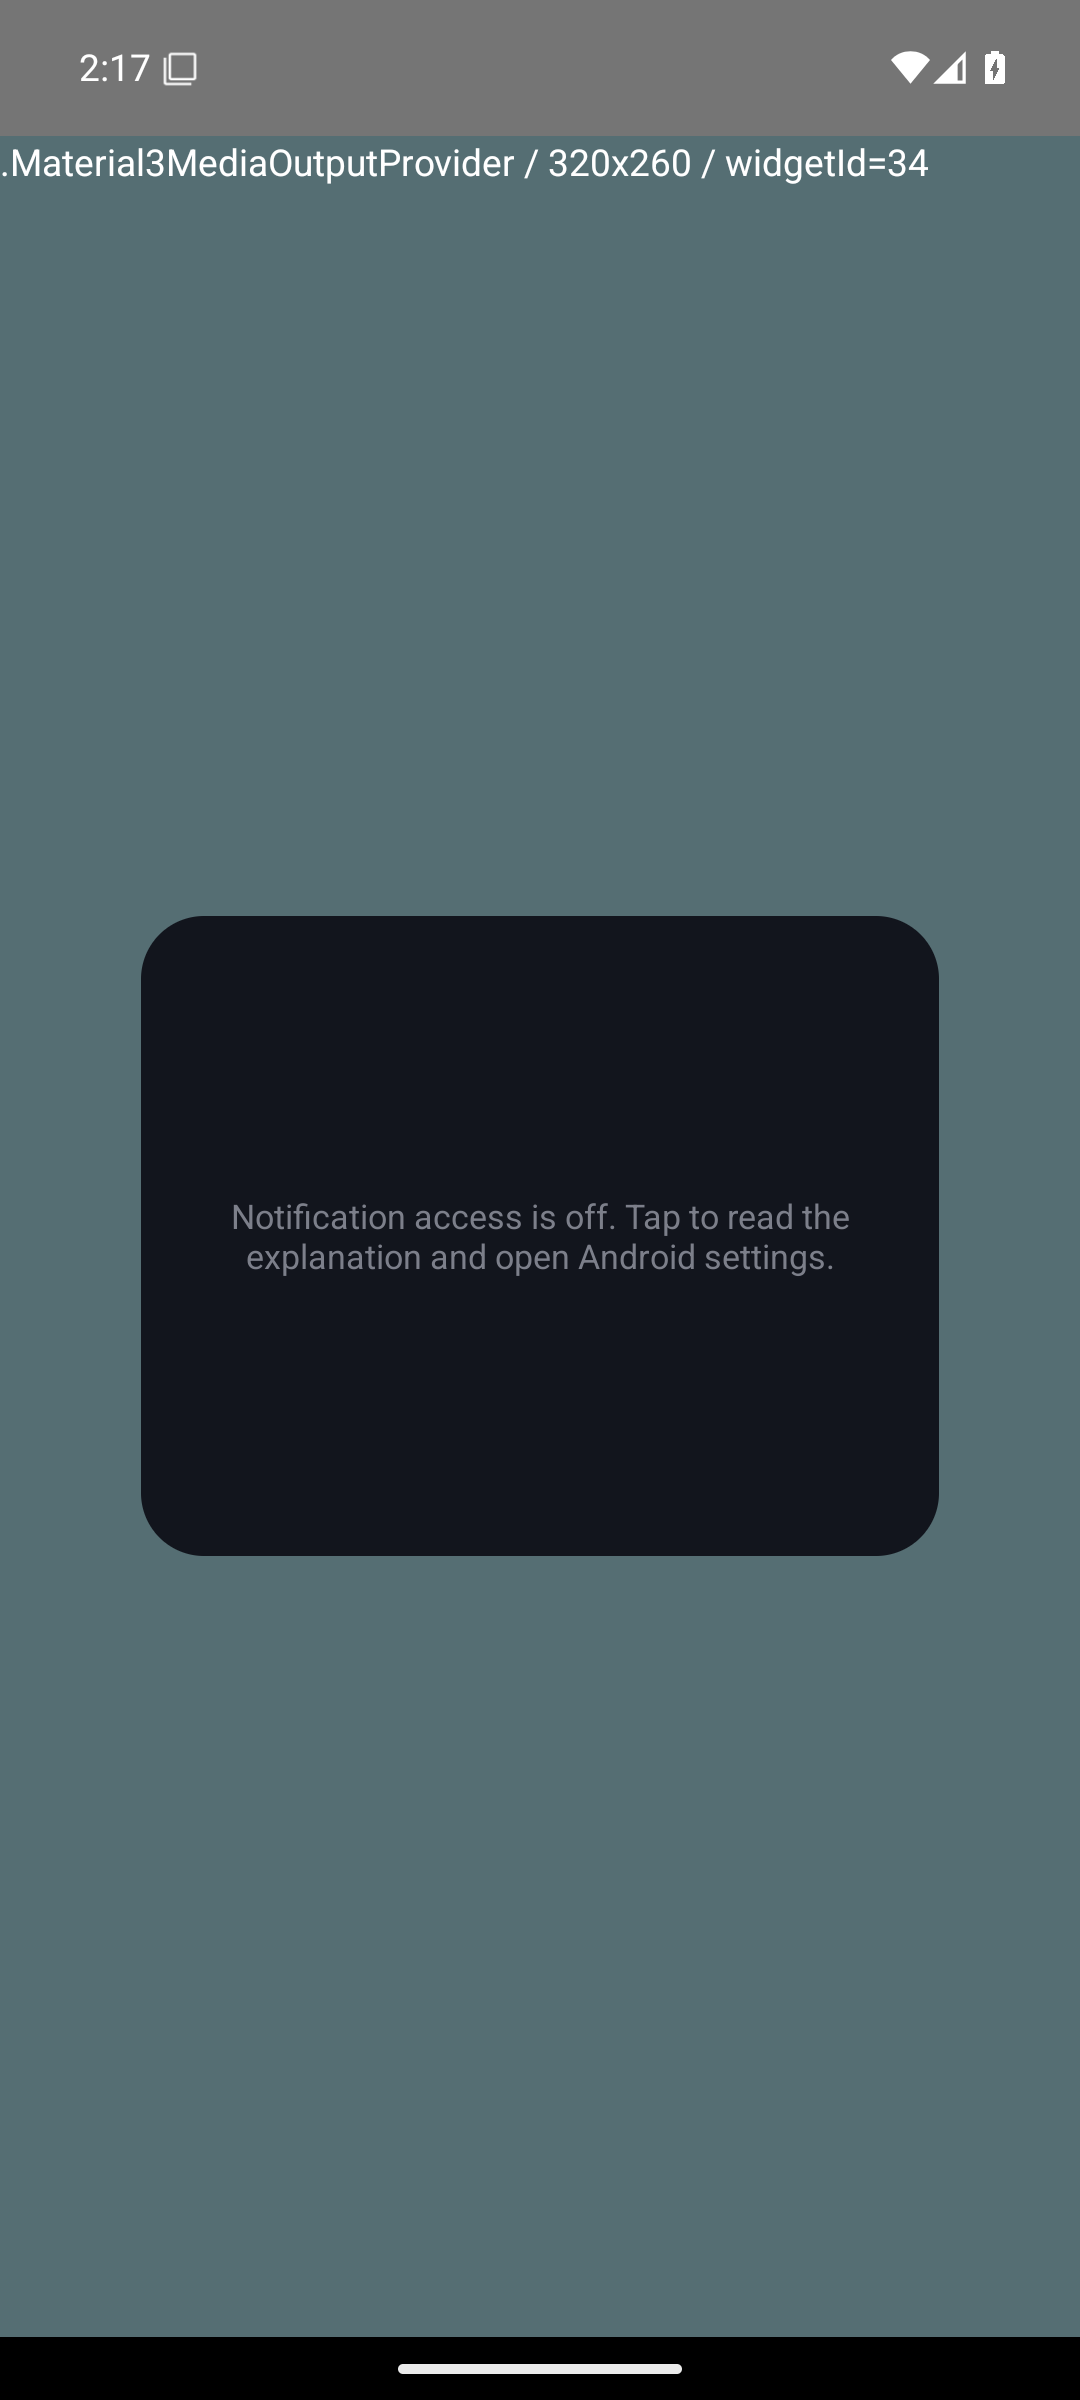 2:17
.Material3MediaOutputProvider / 320x260 / widgetId=34
Notification access is off. Tap to read the
explanation and open Android settings.